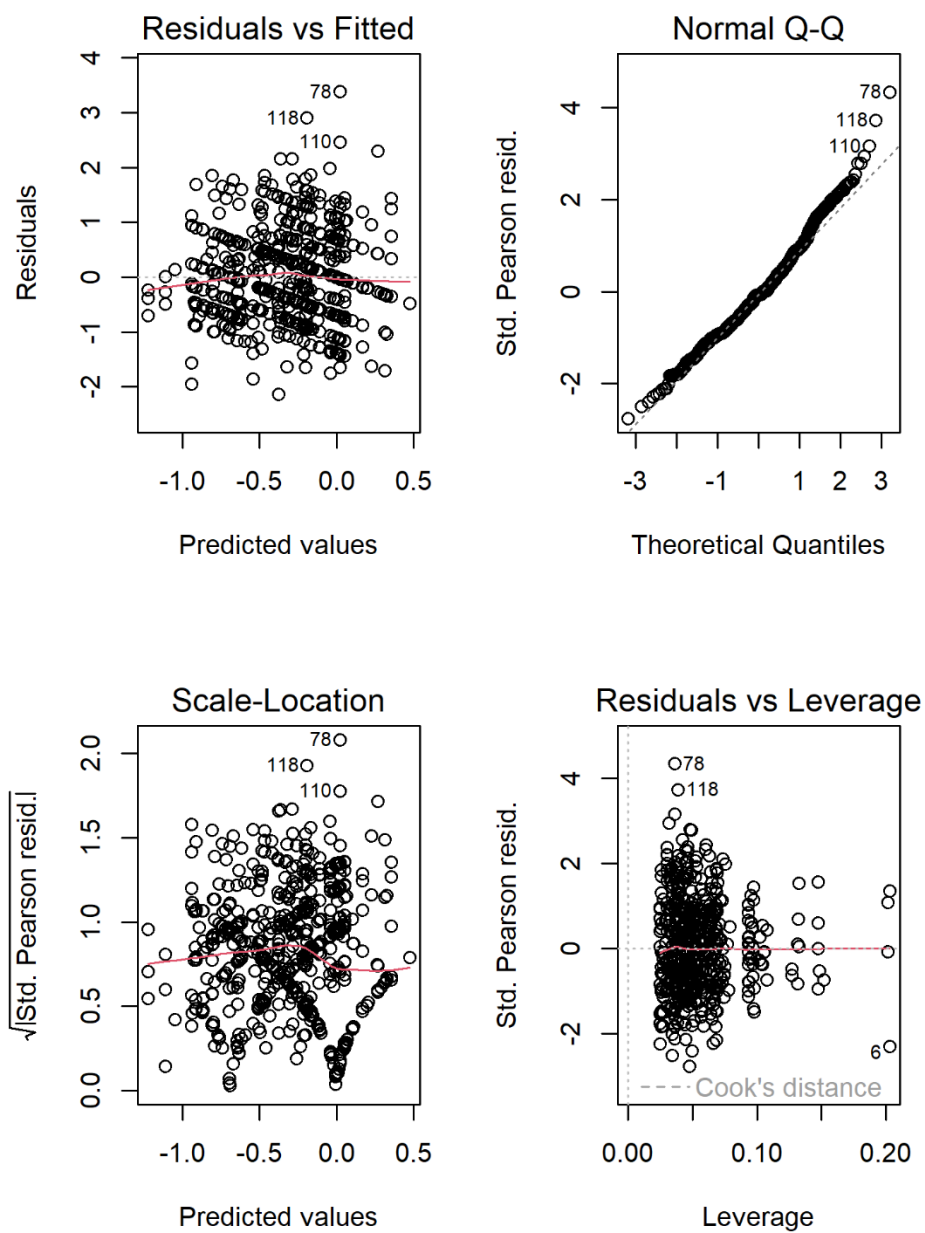 Residuals vs Fitted
Residuals
4
3
2
1
0
-1
-2
78
118
110
-1.0 -0.5 0.0 0.5
Predicted values
Normal Q-Q
Std. Pearson resid.
4
2
0
-2
78
118
110
-3 -1 1 2 3
Theoretical Quantiles
Scale-Location
√|Std. Pearson resid.|
2.0
1.5
1.0
0.5
0.0
78
118
110
-1.0 -0.5 0.0 0.5
Predicted values
Residuals vs Leverage
Std. Pearson resid.
4
2
0
-2
78
118
6
Cook's distance
0.00 0.10 0.20
Leverage